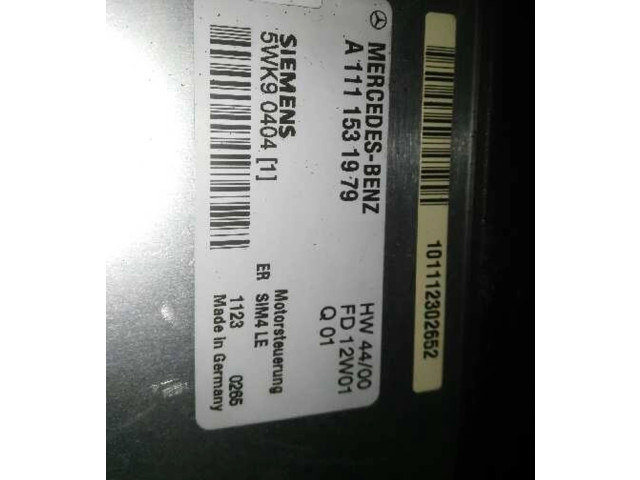 101112302652
MERCEDES-BENZ
A 111 153 19 79
HW 44/00
FD 12W01
Q 01
SIEMENS
5WK9 0404 [1]
Motorsteuerung
ER SIM4 LE
1123 0265
Made in Germany